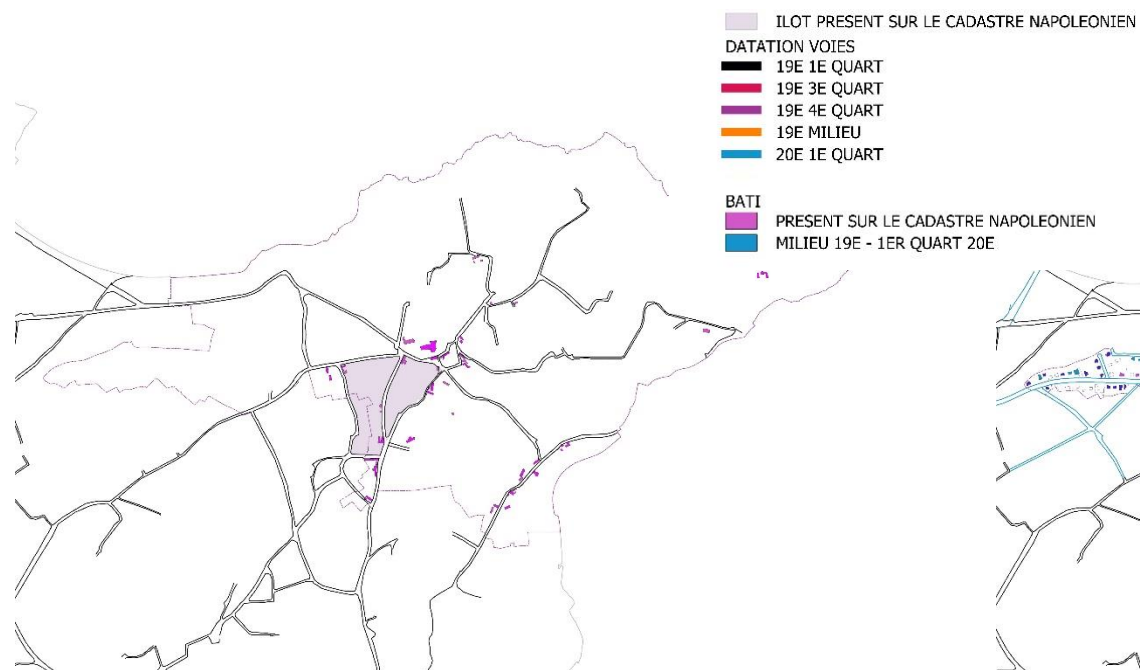 ILOT PRESENT SUR LE CADASTRE NAPOLEONIEN
DATATION VOIES
19E 1E QUART
19E 3E QUART
19E 4E QUART
19E MILIEU
20E 1E QUART
BATI
PRESENT SUR LE CADASTRE NAPOLEONIEN
MILIEU 19E - 1ER QUART 20E